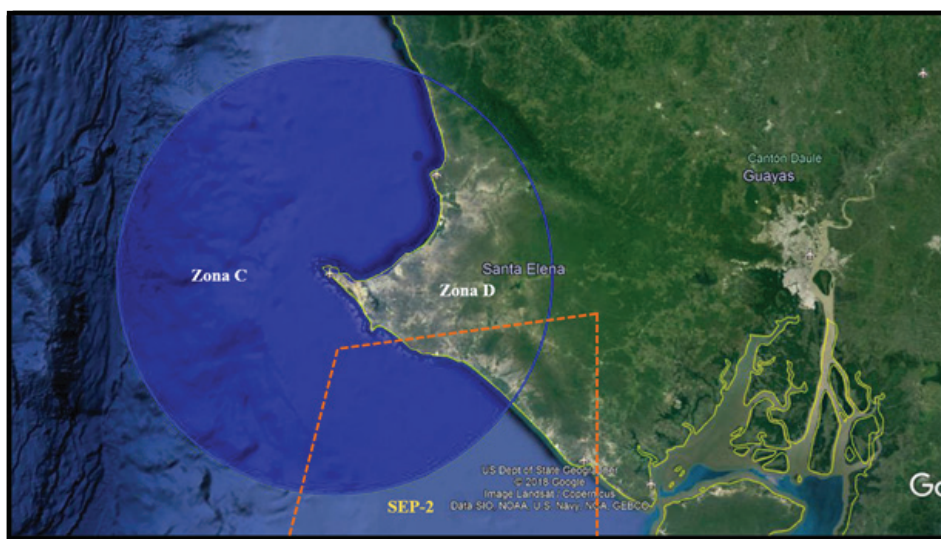 Cantón Daule
Guayas
Zona C
Santa Elena
Zona D
US Dept of State Geographer
© 2018 Google
Image Landsat / Copernicus
Data SIO, NOAA, U.S. Navy, NGA, GEBCO
SEP-2
Go